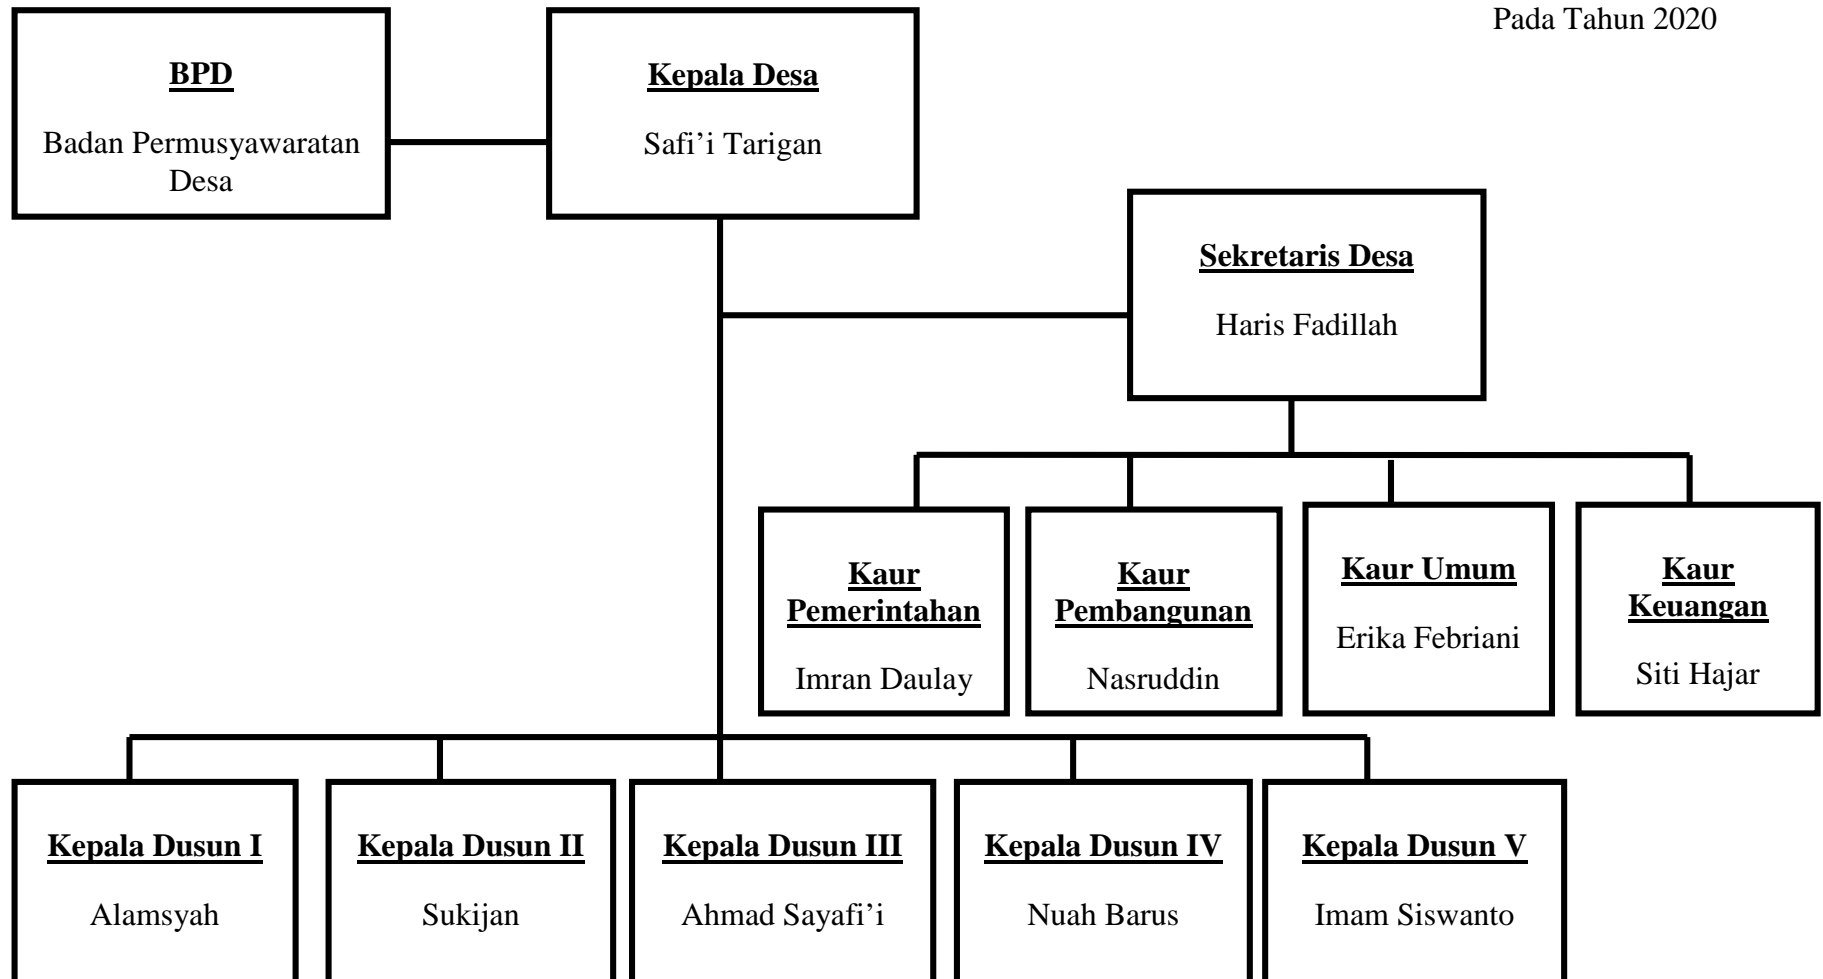 Pada Tahun 2020
BPD
Badan Permusyawaratan
Desa
Kepala Desa
Safi’i Tarigan
Sekretaris Desa
Haris Fadillah
Kaur
Pemerintahan
Imran Daulay
Kaur
Pembangunan
Nasruddin
Kaur Umum
Erika Febriani
Kaur
Keuangan
Siti Hajar
Kepala Dusun I
Alamsyah
Kepala Dusun II
Sukijan
Kepala Dusun III
Ahmad Sayafi’i
Kepala Dusun IV
Nuah Barus
Kepala Dusun V
Imam Siswanto